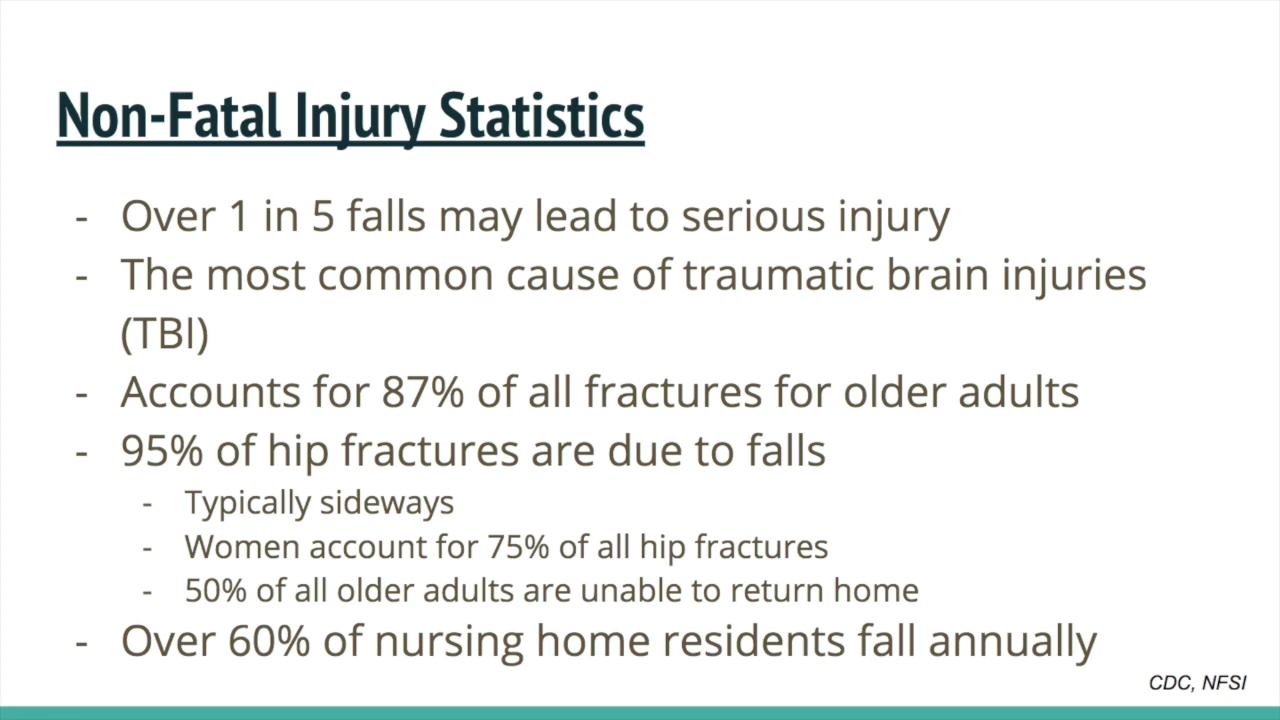 Non-Fatal Injury Statistics
- Over 1 in 5 falls may lead to serious injury
- The most common cause of traumatic brain injuries
(TBI)
- Accounts for 87% of all fractures for older adults
- 95% of hip fractures are due to falls
- Typically sideways
- Women account for 75% of all hip fractures
- 50% of all older adults are unable to return home
- Over 60% of nursing home residents fall annually
CDC, NFSI